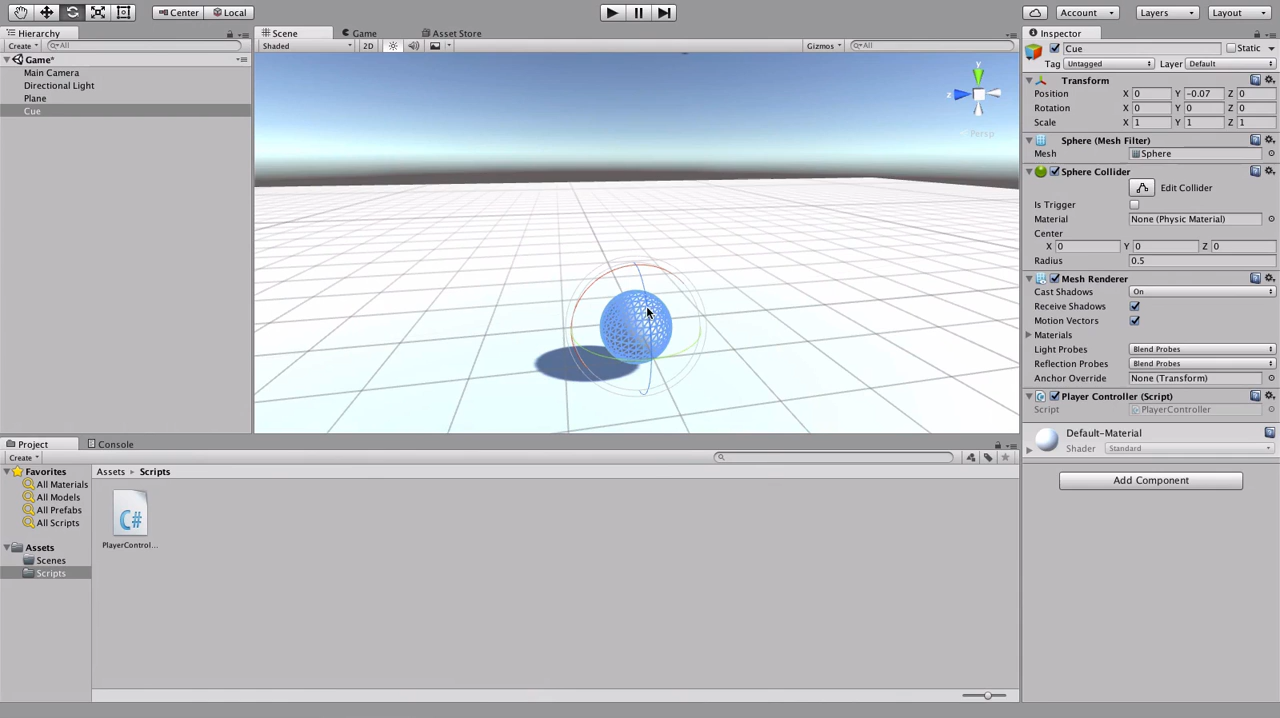 Center Local Account Layers Layout
Hierarchy Scene Game Asset Store Inspector
Create All Shaded 2D Gizmos All Cue Static
Game* Tag Untagged Layer Default
Main Camera
Directional Light
Plane
Cue
y
z
Persp
Transform
Position X 0 Y -0.07 Z 0
Rotation X 0 Y 0 Z 0
Scale X 1 Y 1 Z 1
Sphere (Mesh Filter)
Mesh Sphere
Sphere Collider
Edit Collider
Is Trigger
Material None (Physic Material)
Center
X 0 Y 0 Z 0
Radius 0.5
Mesh Renderer
Cast Shadows On
Receive Shadows
Motion Vectors
Materials
Light Probes Blend Probes
Reflection Probes Blend Probes
Anchor Override None (Transform)
Player Controller (Script)
Script PlayerController
Default-Material
Shader Standard
Add Component
Project Console
Create
Favorites Assets Scripts
All Materials
All Models
All Prefabs
All Scripts
Assets
Scenes
Scripts
C#
PlayerControl...